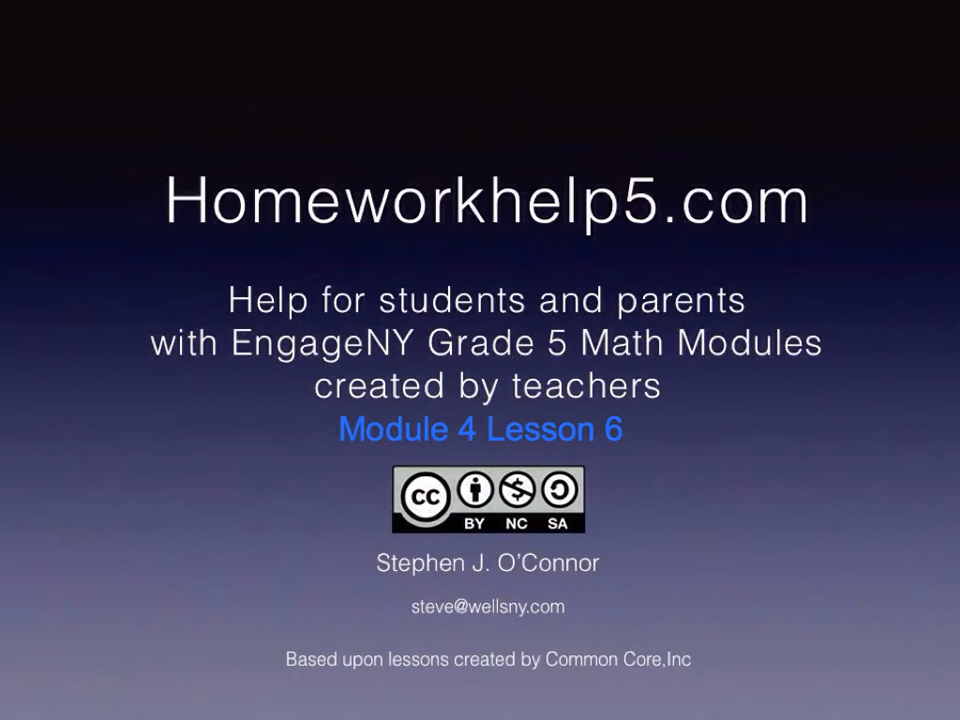 Homeworkhelp5.com
Help for students and parents
with EngageNY Grade 5 Math Modules
created by teachers
Module 4 Lesson 6
cc
BY NC SA
Stephen J. O’Connor
steve@wellsny.com
Based upon lessons created by Common Core,Inc